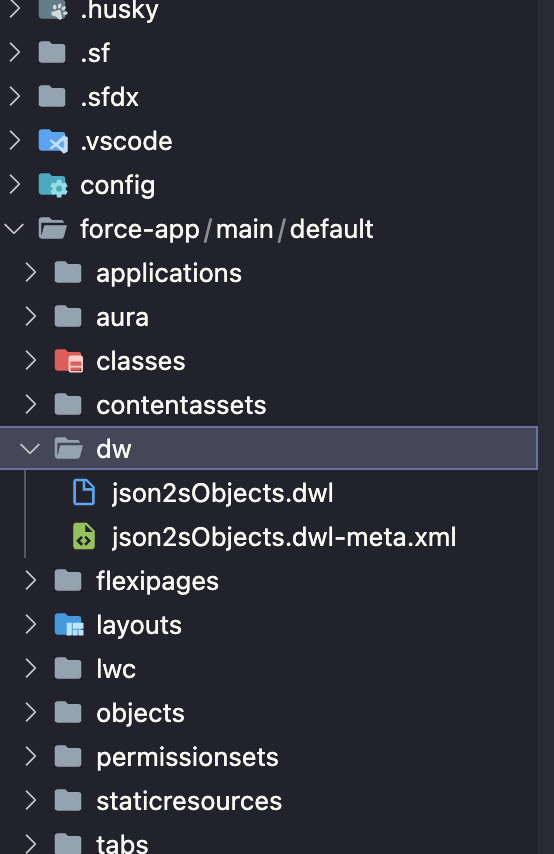 .husky
.sf
.sfdx
.vscode
config
force-app/main/default
applications
aura
classes
contentassets
dw
json2sObjects.dwl
json2sObjects.dwl-meta.xml
flexipages
layouts
lwc
objects
permissionsets
staticresources
tabs